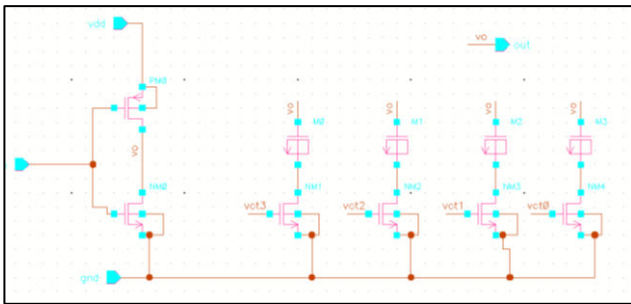 vdd
vo
out
PM0
vo
vo
vo
vo
M0
M1
M2
M3
vo
NM0
NM1
NM2
NM3
NM4
vct3
vct2
vct1
vct0
gnd